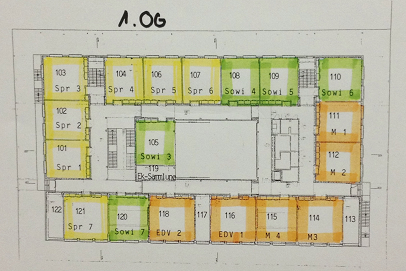 1.OG
103
Spr 3
104
Spr 4
105
Spr 5
107
Spr 6
108
Sowi 4
109
Sowi 5
110
Sowi 6
102
Spr 2
111
M 1
101
Spr 1
105
Sowi 3
112
M 2
119
EK-Sammlung
122
121
Spr 7
120
Sowi 7
118
EDV 2
117
116
EDV 1
115
M 4
114
M3
113